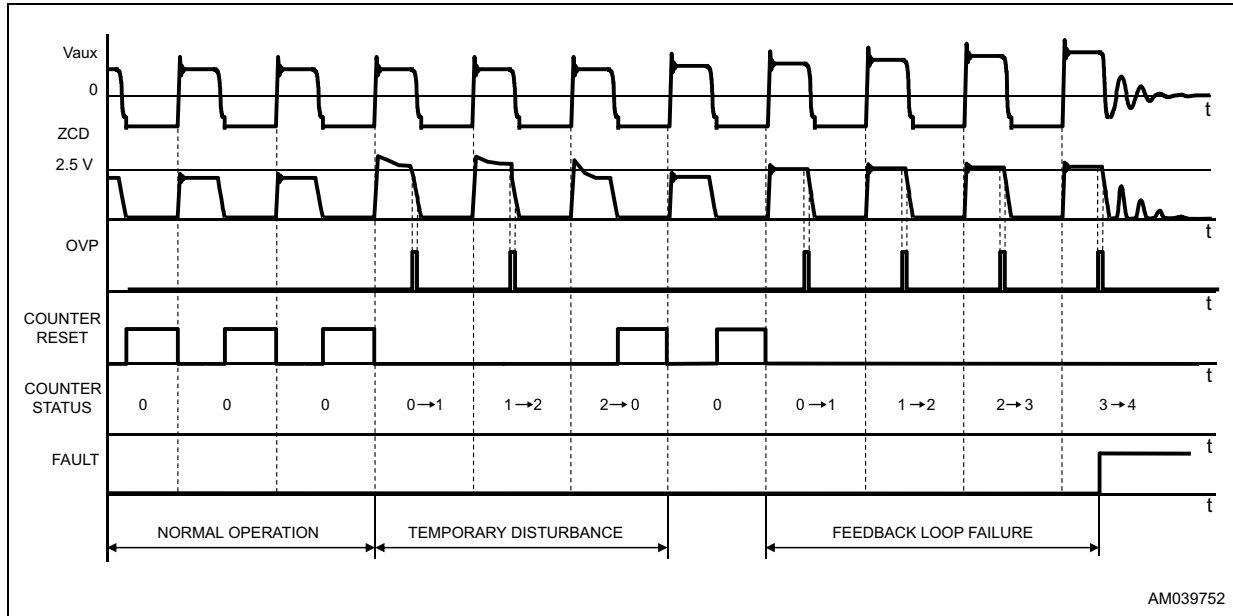 Vaux
0
t
ZCD
2.5 V
t
OVP
t
COUNTER
RESET
t
COUNTER
STATUS
0 0 0 0→1 1→2 2→0 0 0→1 1→2 2→3 3→4
t
FAULT
t
NORMAL OPERATION TEMPORARY DISTURBANCE FEEDBACK LOOP FAILURE
AM039752